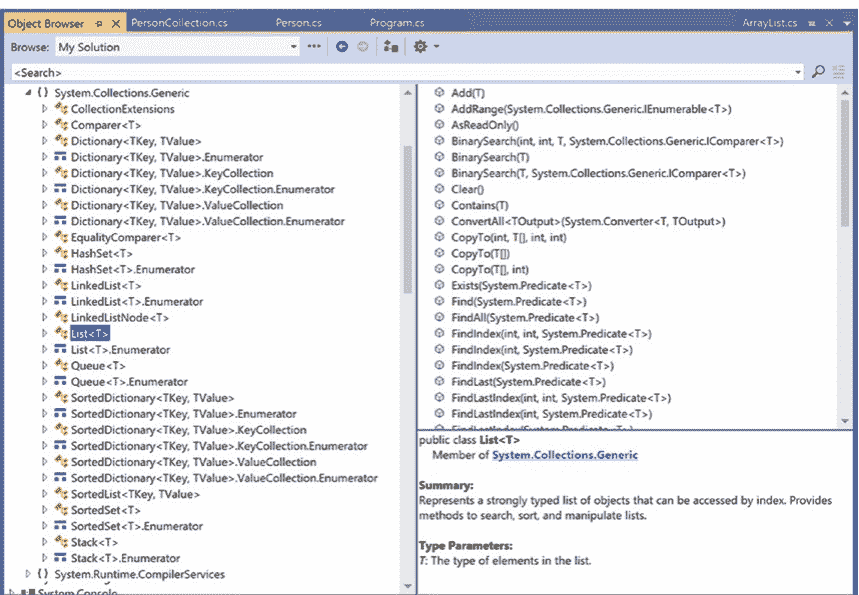 Object Browser
PersonCollection.cs
Person.cs
Program.cs
ArrayList.cs
Browse: My Solution
<Search>
{} System.Collections.Generic
CollectionExtensions
Comparer<T>
Dictionary<TKey, TValue>
Dictionary<TKey, TValue>.Enumerator
Dictionary<TKey, TValue>.KeyCollection
Dictionary<TKey, TValue>.KeyCollection.Enumerator
Dictionary<TKey, TValue>.ValueCollection
Dictionary<TKey, TValue>.ValueCollection.Enumerator
EqualityComparer<T>
HashSet<T>
HashSet<T>.Enumerator
LinkedList<T>
LinkedList<T>.Enumerator
LinkedListNode<T>
List<T>
List<T>.Enumerator
Queue<T>
Queue<T>.Enumerator
SortedDictionary<TKey, TValue>
SortedDictionary<TKey, TValue>.Enumerator
SortedDictionary<TKey, TValue>.KeyCollection
SortedDictionary<TKey, TValue>.KeyCollection.Enumerator
SortedDictionary<TKey, TValue>.ValueCollection
SortedDictionary<TKey, TValue>.ValueCollection.Enumerator
SortedList<TKey, TValue>
SortedSet<T>
SortedSet<T>.Enumerator
Stack<T>
Stack<T>.Enumerator
{} System.Runtime.CompilerServices
System.Console
Add(T)
AddRange(System.Collections.Generic.IEnumerable<T>)
AsReadOnly()
BinarySearch(int, int, T, System.Collections.Generic.IComparer<T>)
BinarySearch(T)
BinarySearch(T, System.Collections.Generic.IComparer<T>)
Clear()
Contains(T)
ConvertAll<TOutput>(System.Converter<T, TOutput>)
CopyTo(int, T[], int, int)
CopyTo(T[])
CopyTo(T[], int)
Exists(System.Predicate<T>)
Find(System.Predicate<T>)
FindAll(System.Predicate<T>)
FindIndex(int, int, System.Predicate<T>)
FindIndex(int, System.Predicate<T>)
FindIndex(System.Predicate<T>)
FindLast(System.Predicate<T>)
FindLastIndex(int, int, System.Predicate<T>)
FindLastIndex(int, System.Predicate<T>)
FindLastIndex(System.Predicate<T>)
public class List<T>
Member of System.Collections.Generic
Summary:
Represents a strongly typed list of objects that can be accessed by index. Provides
methods to search, sort, and manipulate lists.
Type Parameters:
T: The type of elements in the list.